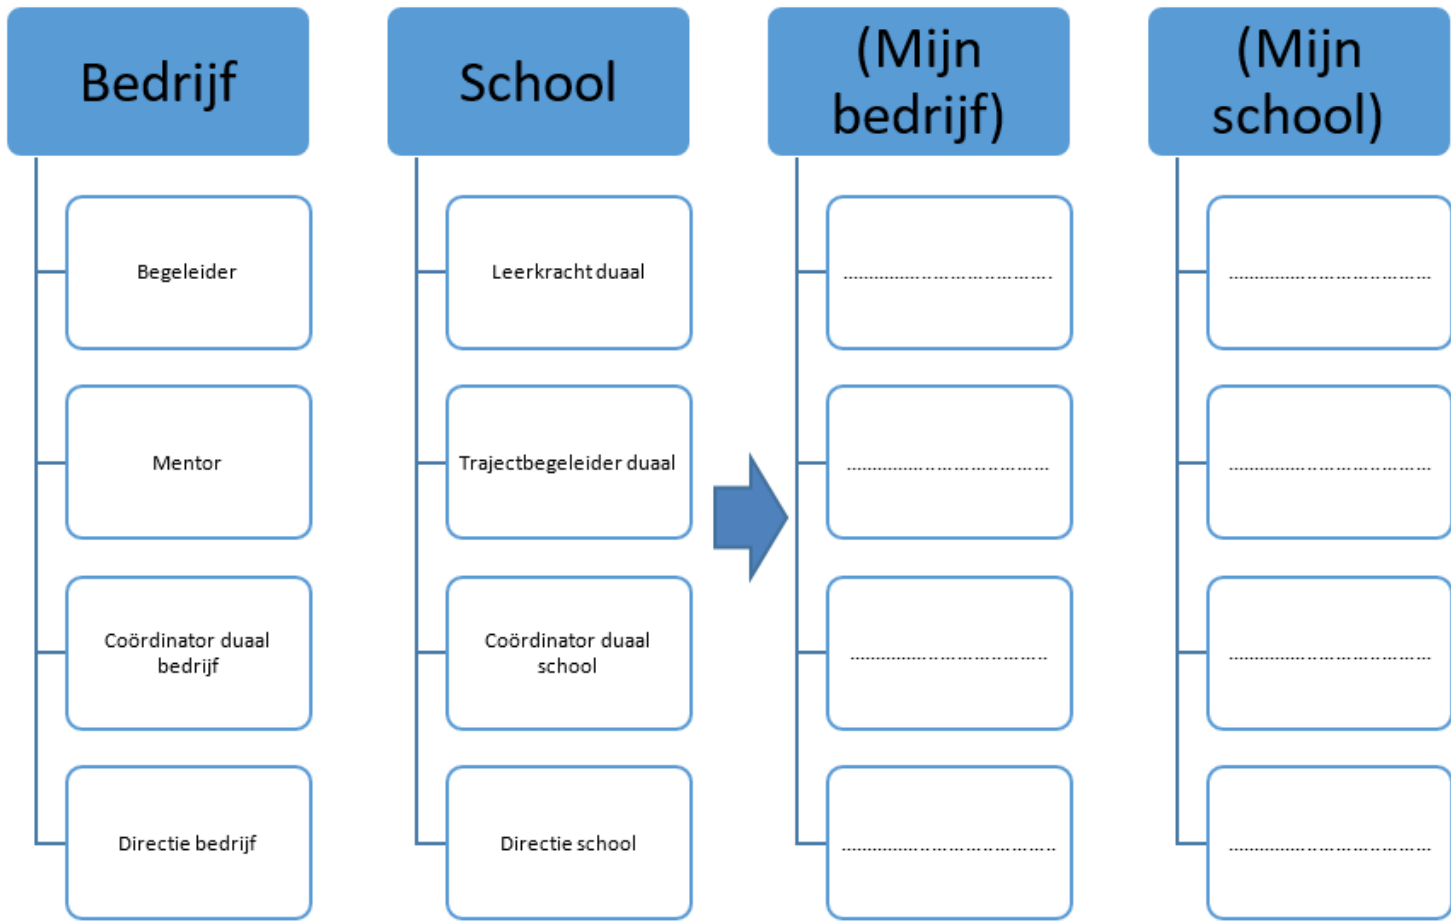 Bedrijf
Begeleider
Mentor
Coördinator duaal
bedrijf
Directie bedrijf
School
Leerkracht duaal
Trajectbegeleider duaal
Coördinator duaal
school
Directie school
(Mijn
bedrijf)
……………..………..……….
……………..………..………
……………..………..……..
……………..………..………..
(Mijn
school)
……………..………..………
……………..………..………
……………..………..………
……………..………..………